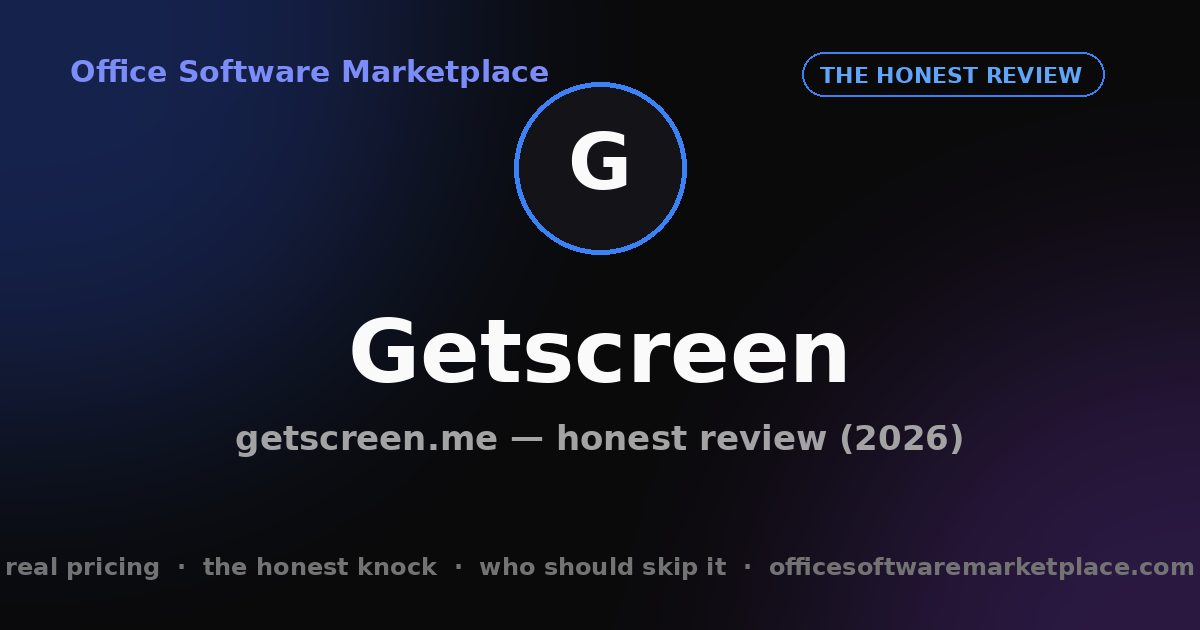 Office Software Marketplace
THE HONEST REVIEW
G
Getscreen
getscreen.me — honest review (2026)
real pricing · the honest knock · who should skip it · officesoftwaremarketplace.com